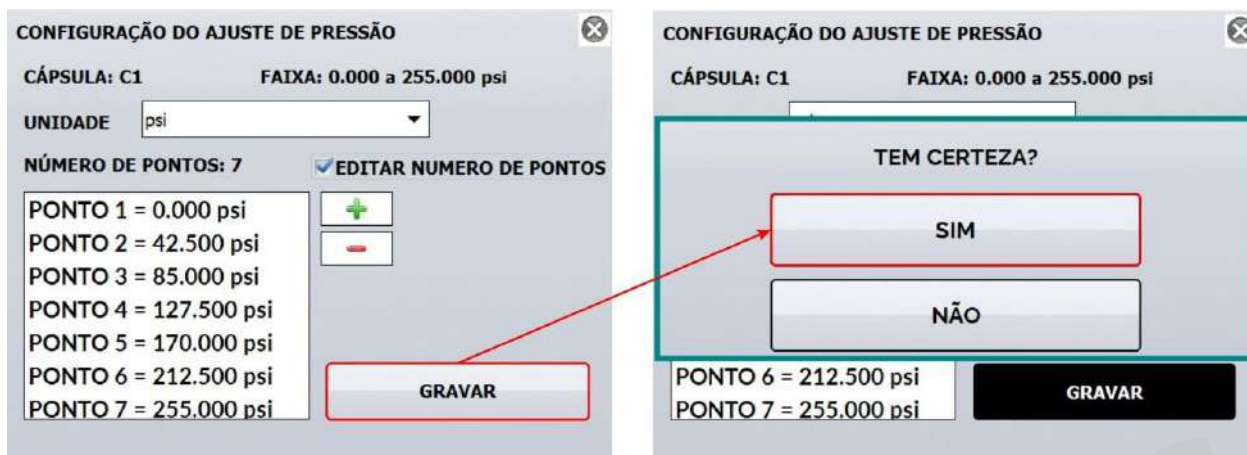 CONFIGURAÇÃO DO AJUSTE DE PRESSÃO
CÁPSULA: C1 FAIXA: 0.000 a 255.000 psi
UNIDADE psi
NÚMERO DE PONTOS: 7 EDITAR NUMERO DE PONTOS
PONTO 1 = 0.000 psi
PONTO 2 = 42.500 psi
PONTO 3 = 85.000 psi
PONTO 4 = 127.500 psi
PONTO 5 = 170.000 psi
PONTO 6 = 212.500 psi
PONTO 7 = 255.000 psi
GRAVAR
CONFIGURAÇÃO DO AJUSTE DE PRESSÃO
CÁPSULA: C1 FAIXA: 0.000 a 255.000 psi
TEM CERTEZA?
SIM
NÃO
PONTO 6 = 212.500 psi
PONTO 7 = 255.000 psi
GRAVAR